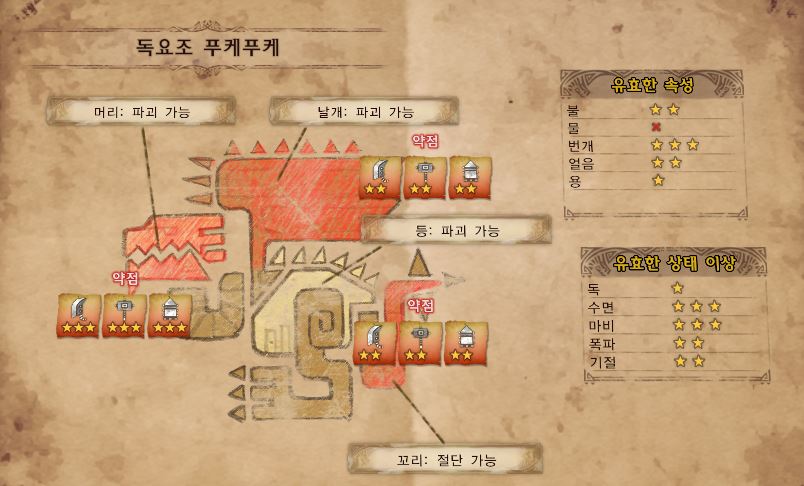 독요조 푸케푸케
머리: 파괴 가능
날개: 파괴 가능
약점
등: 파괴 가능
약점
약점
꼬리: 절단 가능
유효한 속성
불
물
번개
얼음
용
유효한 상태 이상
독
수면
마비
폭파
기절